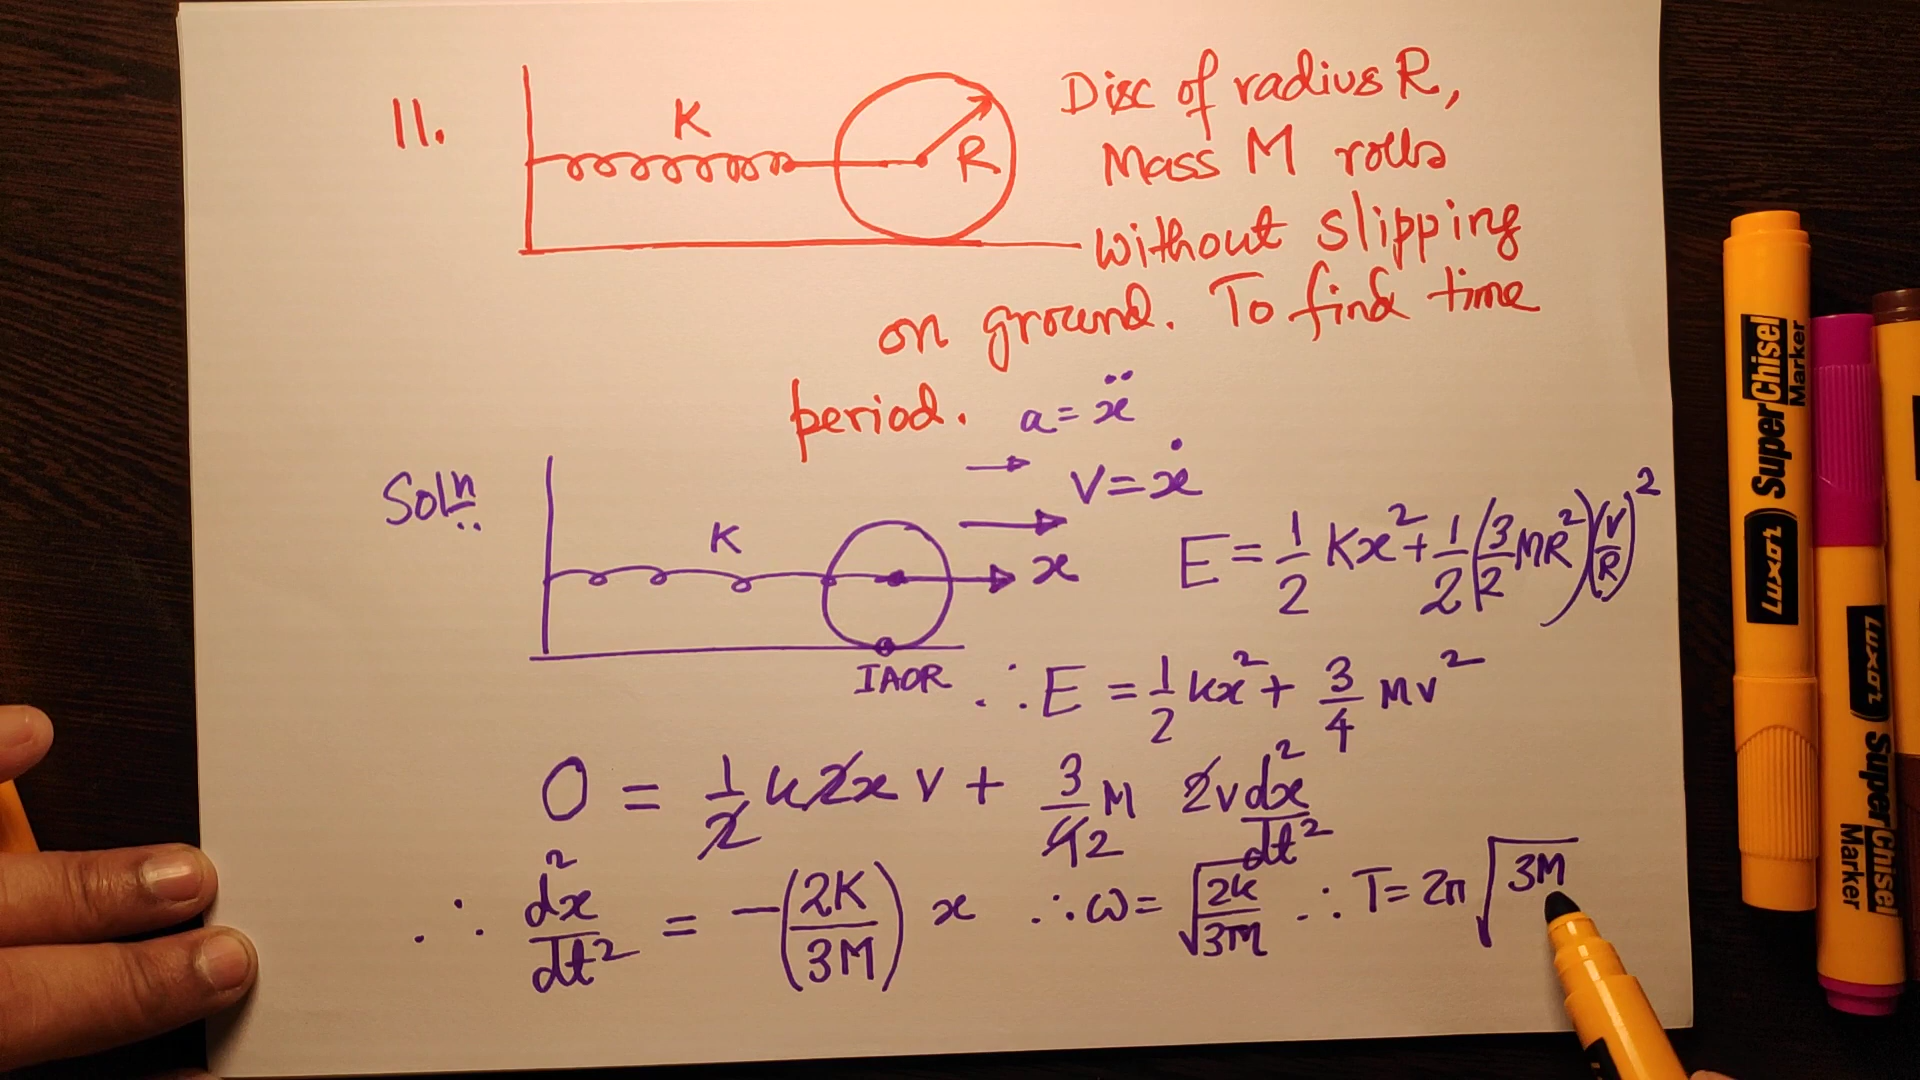 11.
K
R
Disc of radius R,
Mass M rolls
without slipping
on ground. To find time
period.
a = ẍ
V = ẋ
Solⁿ
K
x
IAOR
E = 1/2 Kx² + 1/2 (3/2 MR²)(V/R)²
∴ E = 1/2 kx² + 3/4 Mv²
0 = 1/2 k2x v + 3/42 M 2v d²x/dt²
∴ d²x/dt² = -(2K/3M) x ∴ ω = √2k/3M ∴ T = 2π √3M
Luxor SuperChisel Marker
Luxor SuperChisel Marker